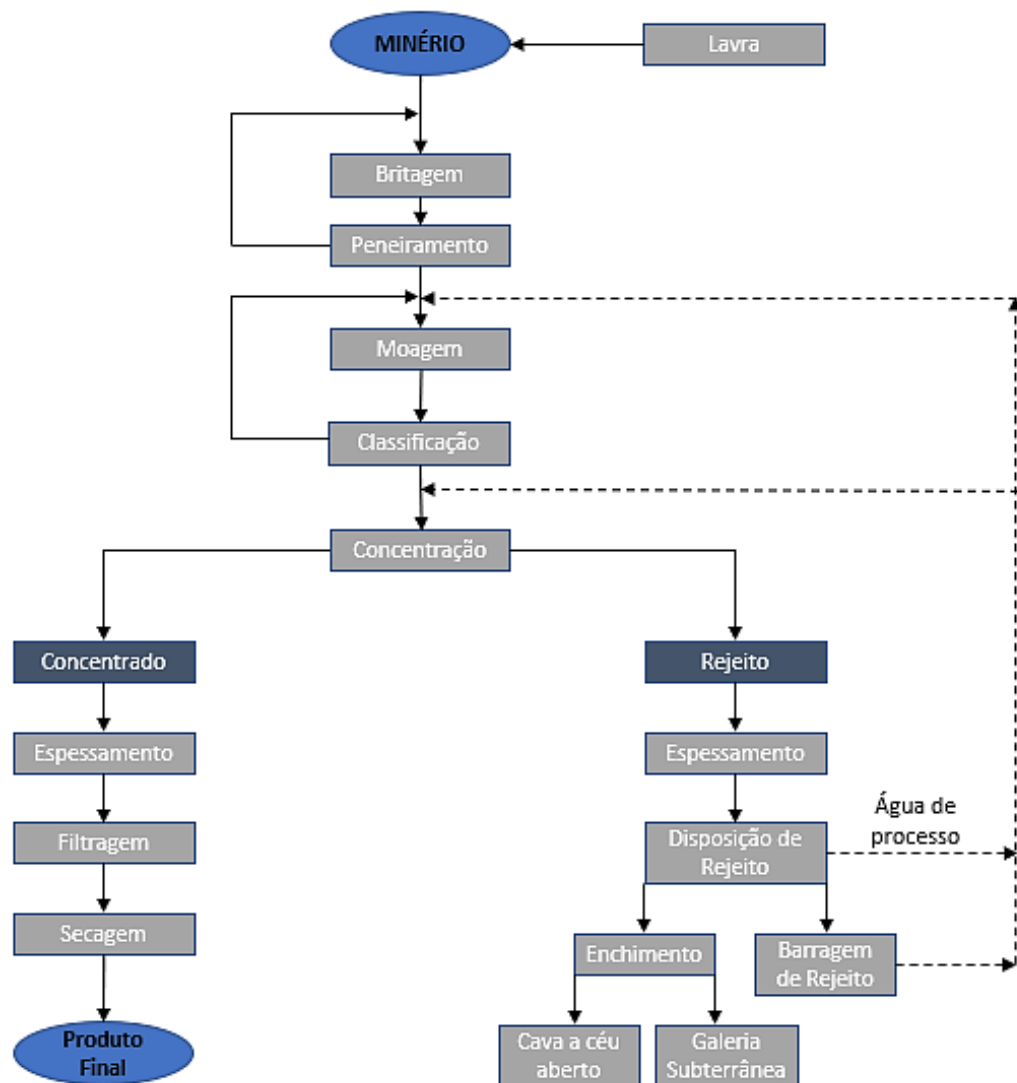 MINÉRIO
Lavra
Britagem
Peneiramento
Moagem
Classificação
Concentração
Concentrado
Rejeito
Espessamento
Espessamento
Filtragem
Disposição de
Rejeito
Água de
processo
Secagem
Enchimento
Barragem
de Rejeito
Produto
Final
Cava a céu
aberto
Galeria
Subterrânea